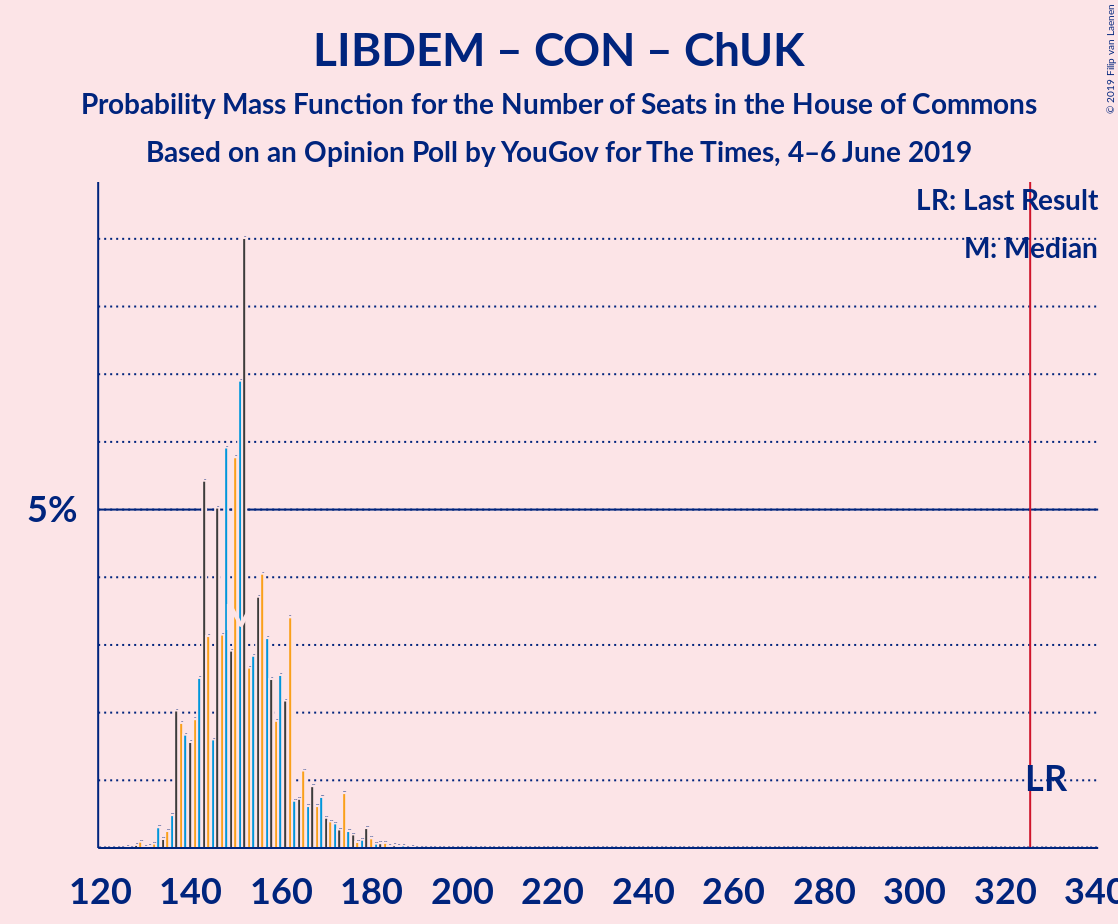 LIBDEM – CON – ChUK
Probability Mass Function for the Number of Seats in the House of Commons
Based on an Opinion Poll by YouGov for The Times, 4–6 June 2019
© 2019 Filip van Laenen
LR: Last Result
M: Median
5%
M
LR
120 140 160 180 200 220 240 260 280 300 320 340